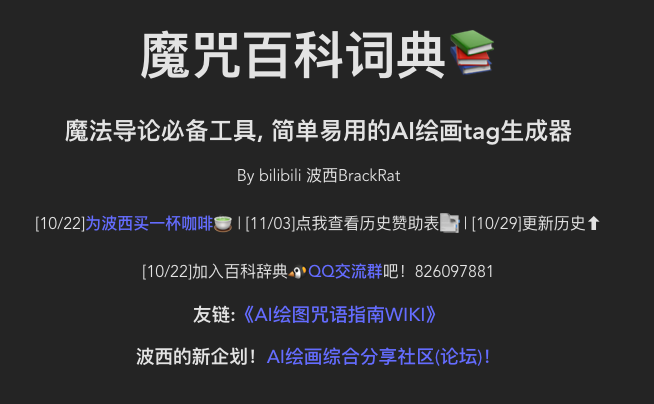 魔咒百科词典📚
魔法导论必备工具, 简单易用的AI绘画tag生成器
By bilibili 波西BrackRat
[10/22]为波西买一杯咖啡🍵 | [11/03]点我查看历史赞助表📑 | [10/29]更新历史⬆
[10/22]加入百科辞典🐶QQ交流群吧！826097881
友链:《AI绘图咒语指南WIKI》
波西的新企划！AI绘画综合分享社区(论坛)！